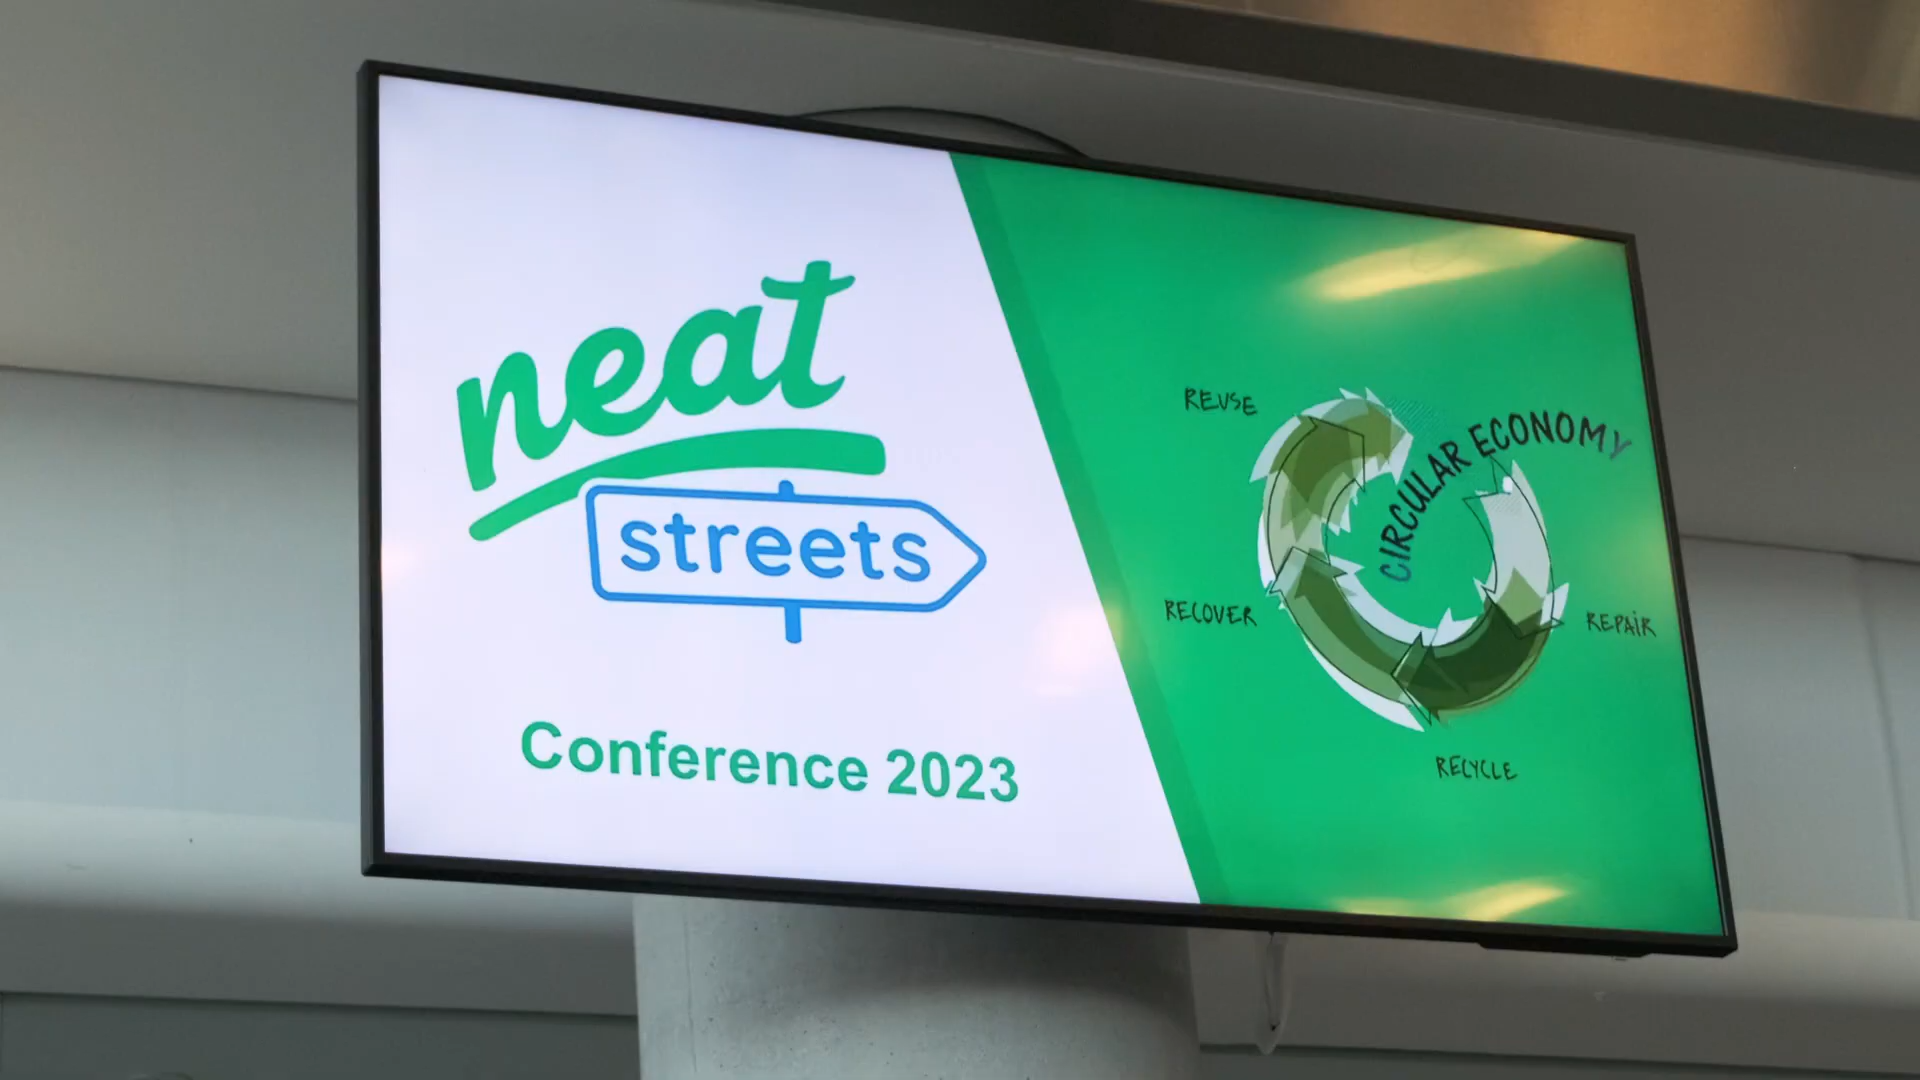 neat
streets
Conference 2023
REUSE
CIRCULAR ECONOMY
RECOVER
REPAIR
RECYCLE